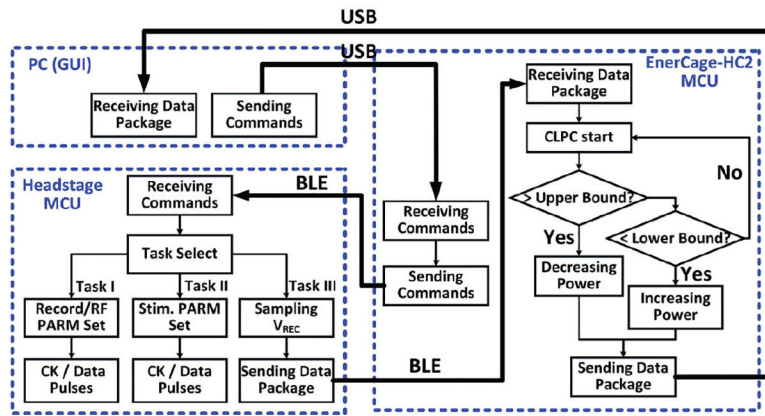 USB
USB
PC (GUI)
Receiving Data
Package
Sending
Commands
EnerCage-HC2
MCU
Receiving Data
Package
CLPC start
No
> Upper Bound?
< Lower Bound?
Yes
Yes
Decreasing
Power
Increasing
Power
Sending Data
Package
Receiving
Commands
Sending
Commands
BLE
BLE
Headstage
MCU
Receiving
Commands
Task Select
Task I
Task II
Task III
Record/RF
PARM Set
Stim. PARM
Set
Sampling
VREC
CK / Data
Pulses
CK / Data
Pulses
Sending Data
Package